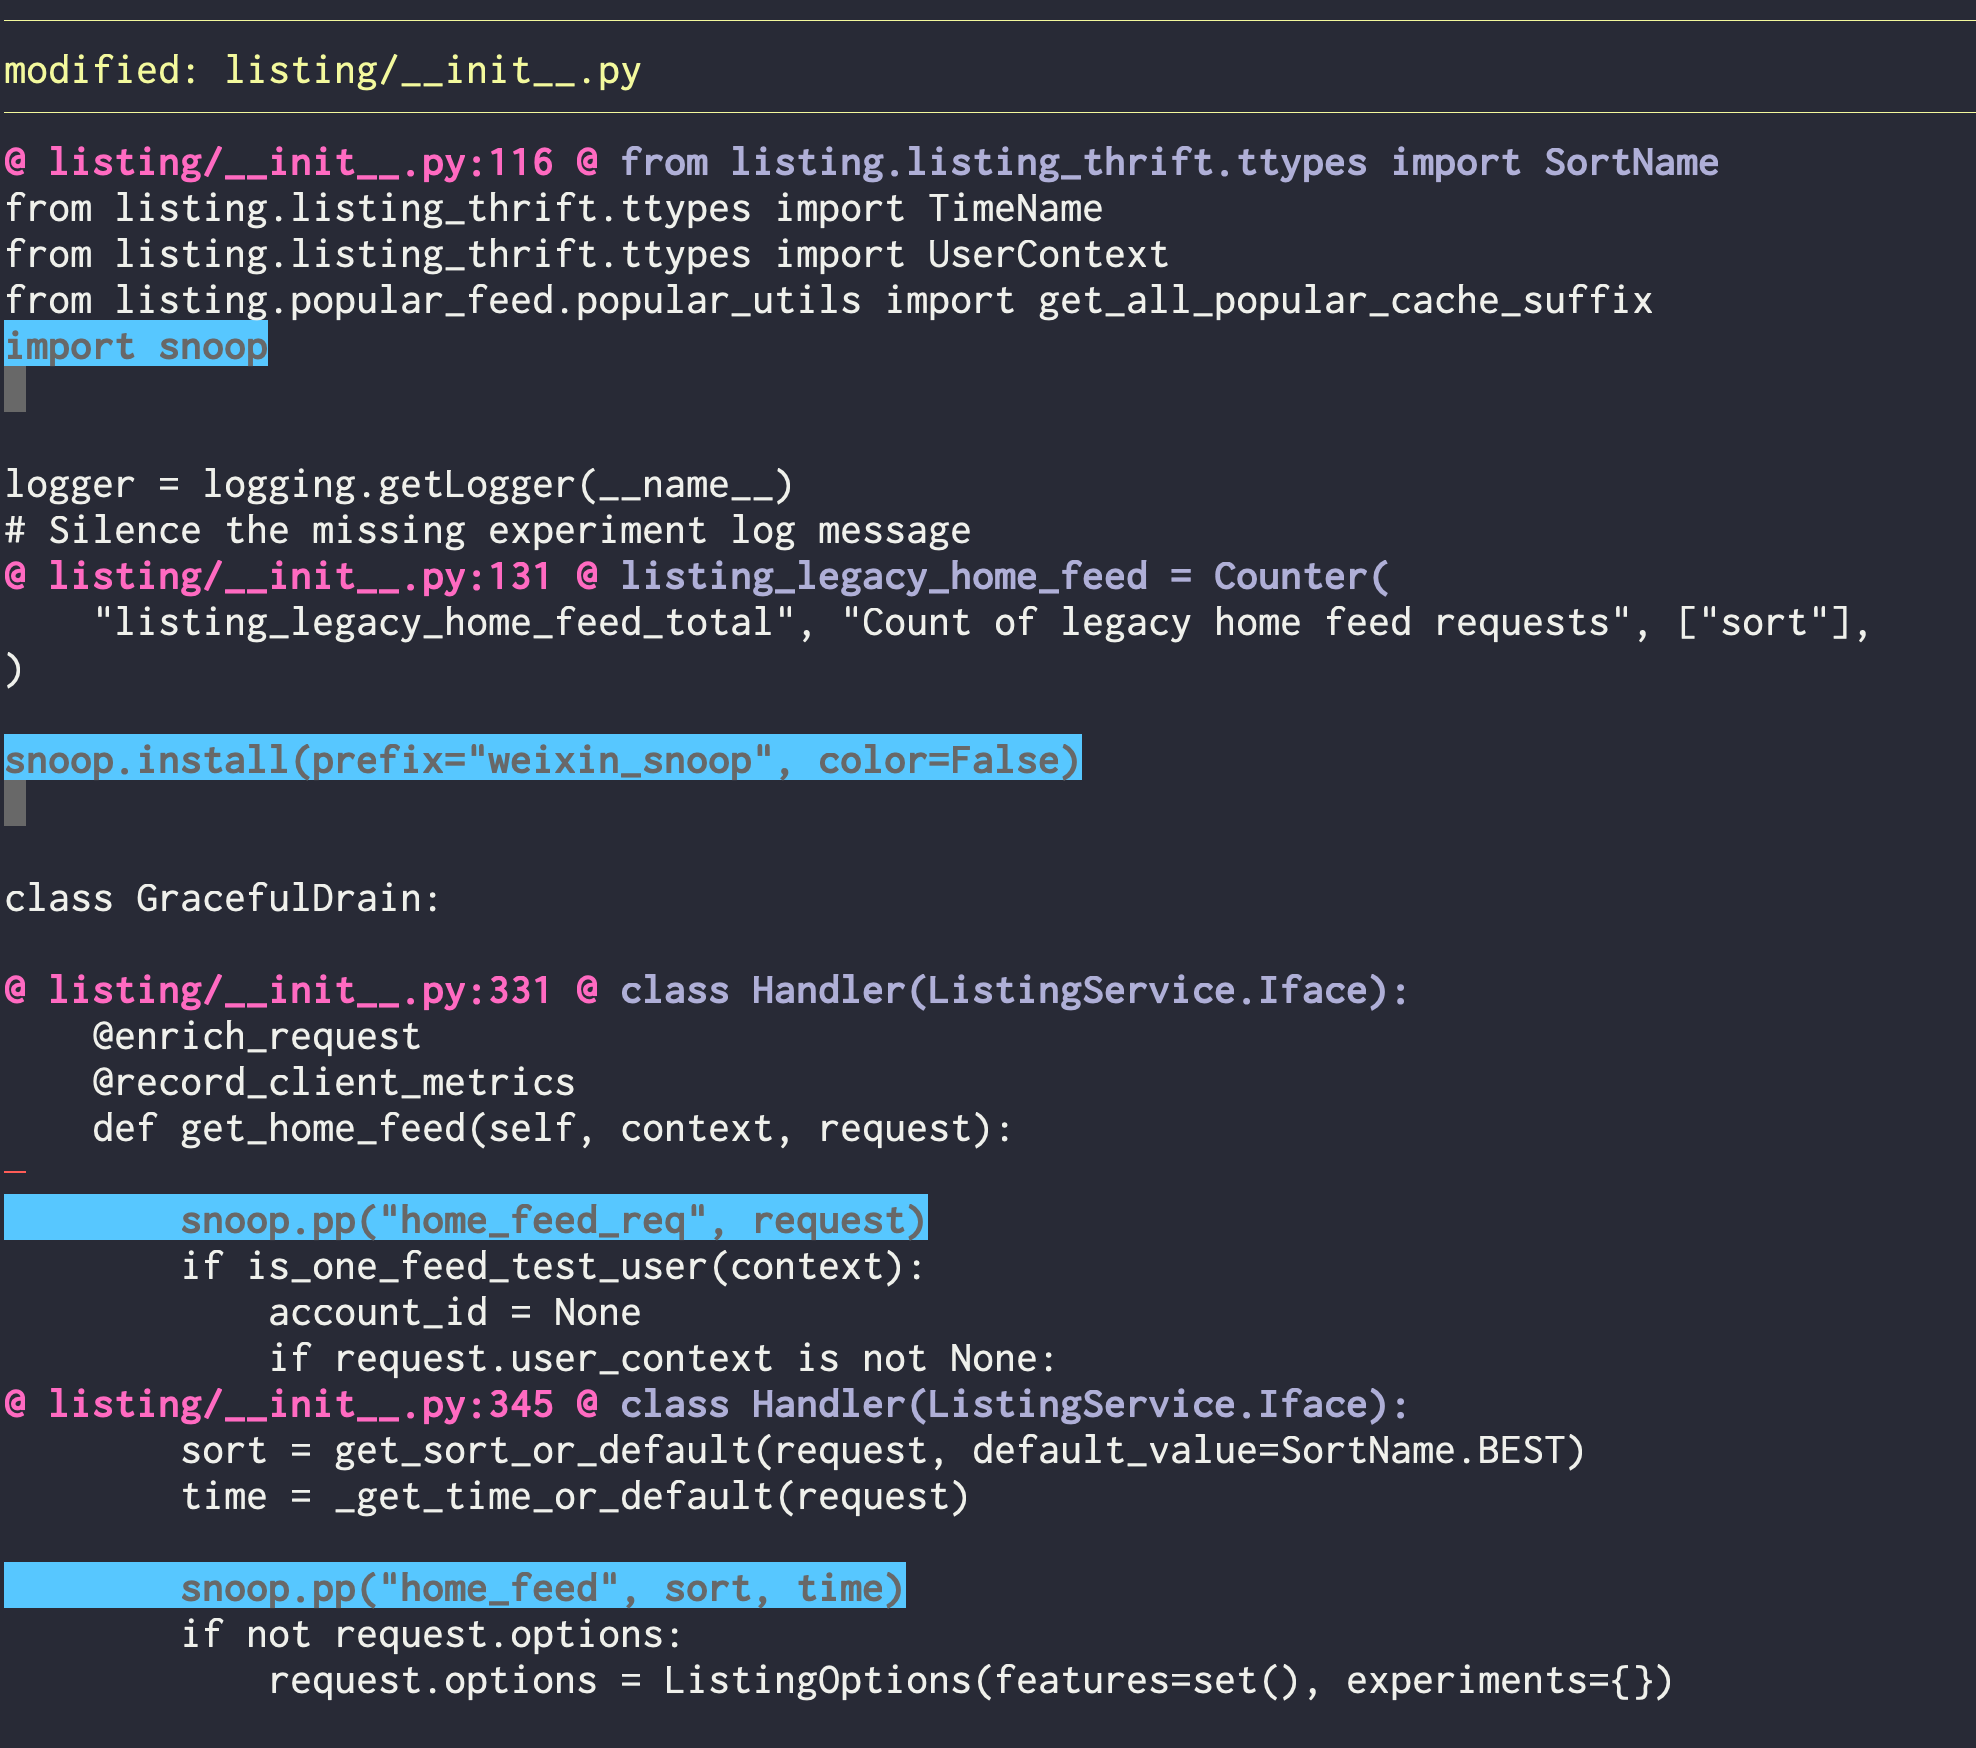 modified: listing/__init__.py
@ listing/__init__.py:116 @ from listing.listing_thrift.ttypes import SortName
from listing.listing_thrift.ttypes import TimeName
from listing.listing_thrift.ttypes import UserContext
from listing.popular_feed.popular_utils import get_all_popular_cache_suffix
import snoop
logger = logging.getLogger(__name__)
# Silence the missing experiment log message
@ listing/__init__.py:131 @ listing_legacy_home_feed = Counter(
    "listing_legacy_home_feed_total", "Count of legacy home feed requests", ["sort"],
)
snoop.install(prefix="weixin_snoop", color=False)
class GracefulDrain:
@ listing/__init__.py:331 @ class Handler(ListingService.Iface):
    @enrich_request
    @record_client_metrics
    def get_home_feed(self, context, request):
        snoop.pp("home_feed_req", request)
        if is_one_feed_test_user(context):
            account_id = None
            if request.user_context is not None:
@ listing/__init__.py:345 @ class Handler(ListingService.Iface):
        sort = get_sort_or_default(request, default_value=SortName.BEST)
        time = _get_time_or_default(request)
        snoop.pp("home_feed", sort, time)
        if not request.options:
            request.options = ListingOptions(features=set(), experiments={})